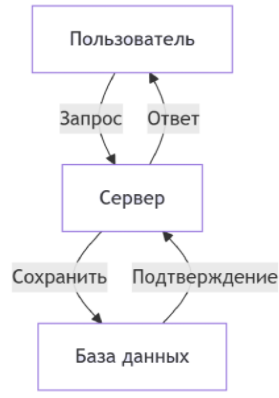 Пользователь
Запрос
Ответ
Сервер
Сохранить
Подтверждение
База данных